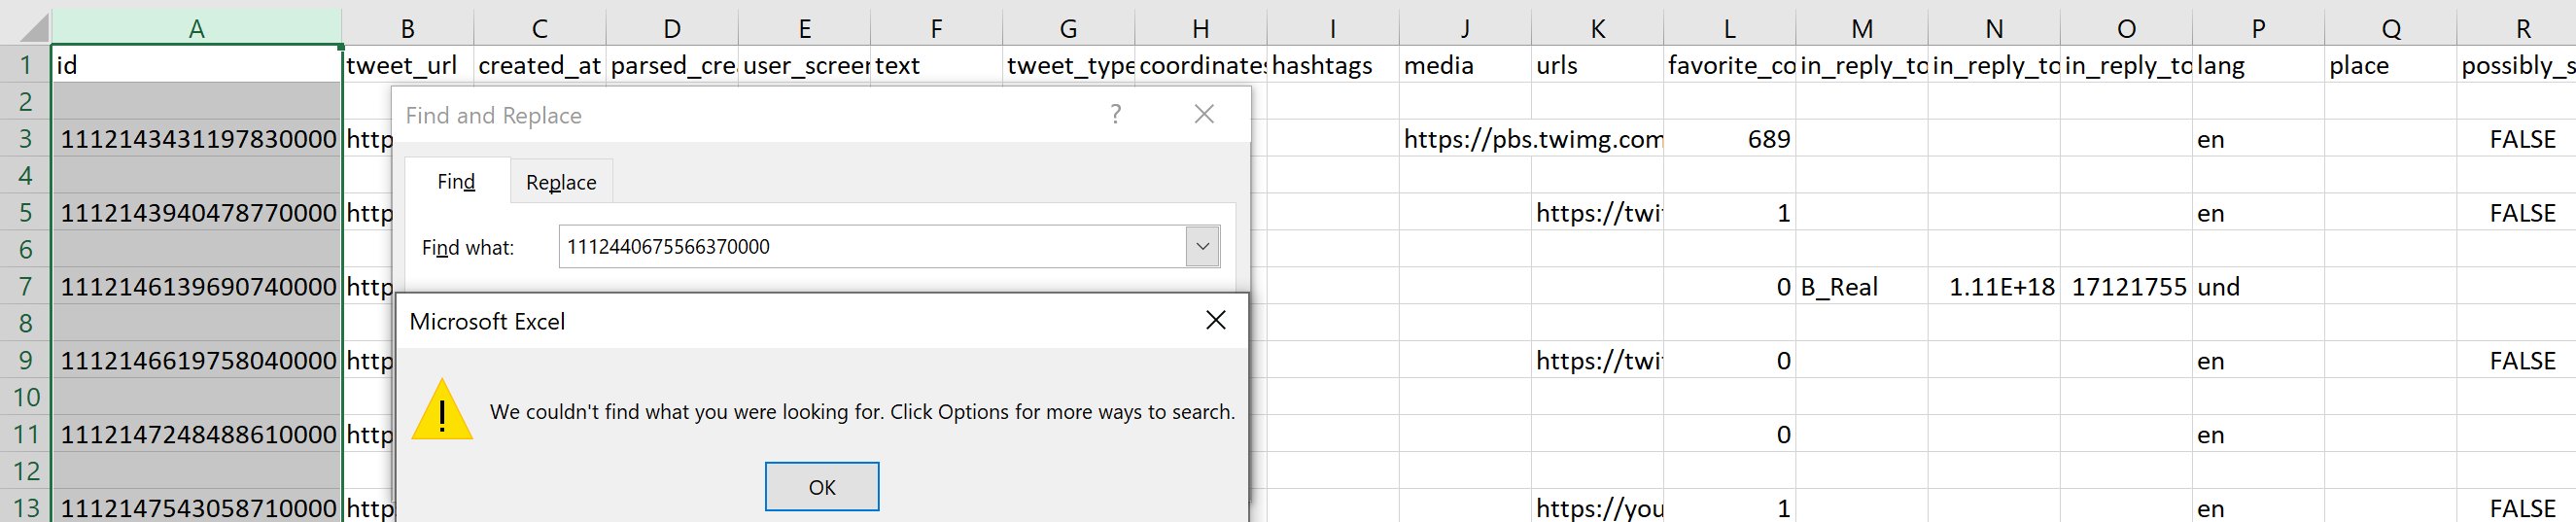 A B C D E F G H I J K L M N O P Q R
1 id tweet_url created_at parsed_cre user_screer text tweet_type coordinates hashtags media urls favorite_co in_reply_to in_reply_to in_reply_to lang place possibly_s
2
Find and Replace ? ×
3 1112143431197830000 http https://pbs.twimg.com 689 en FALSE
4
Find Replace
5 1112143940478770000 http https://twi 1 en FALSE
6
Find what: 1112440675566370000
7 1112146139690740000 http 0 B_Real 1.11E+18 17121755 und
8
Microsoft Excel ×
9 1112146619758040000 http https://twi 0 en FALSE
10
We couldn't find what you were looking for. Click Options for more ways to search.
11 1112147248488610000 http 0 en
12
OK
13 1112147543058710000 http https://you 1 en FALSE